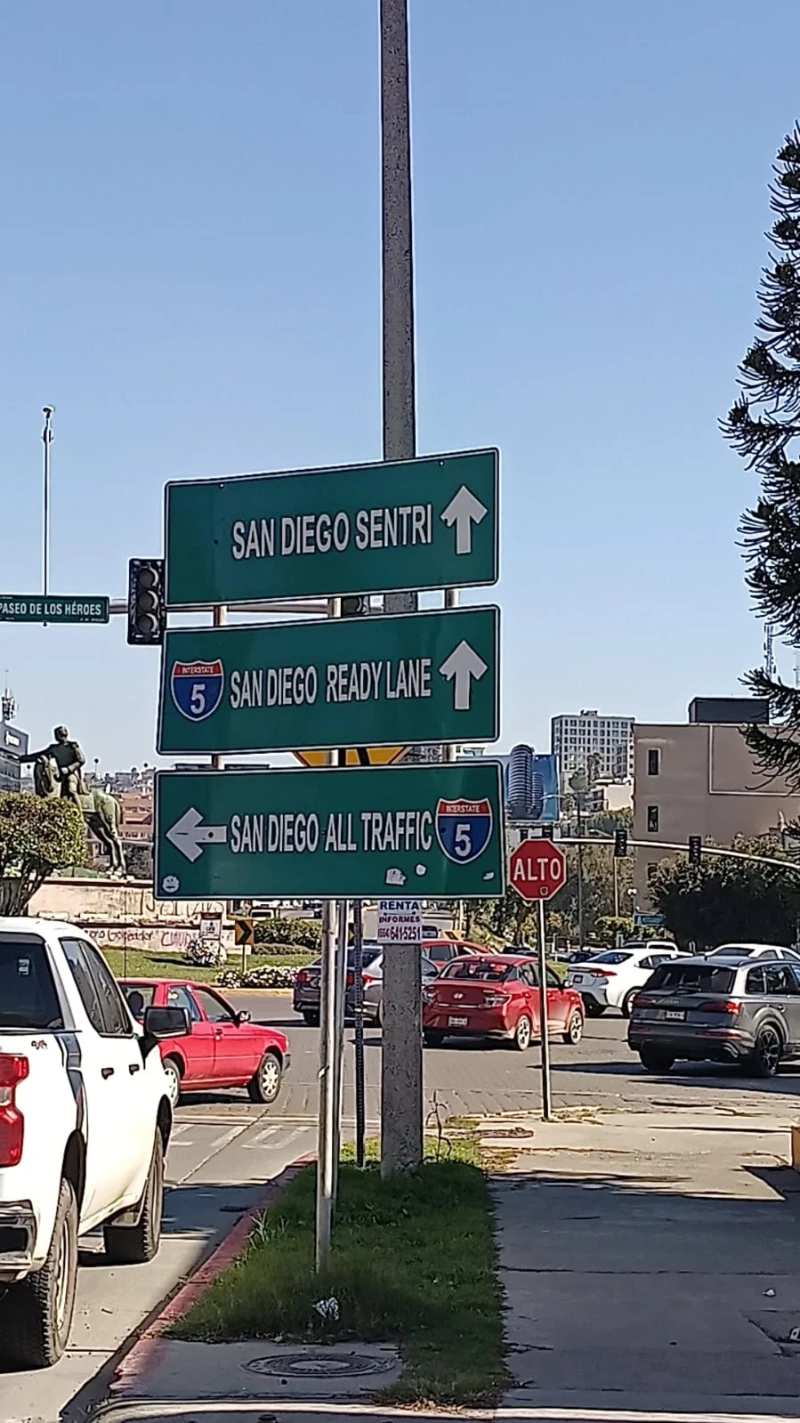 SAN DIEGO SENTRI
PASEO DE LOS HÉROES
INTERSTATE
5
SAN DIEGO READY LANE
SAN DIEGO ALL TRAFFIC
INTERSTATE
5
ALTO
RENTA
INFORMES
(664) 641-5251